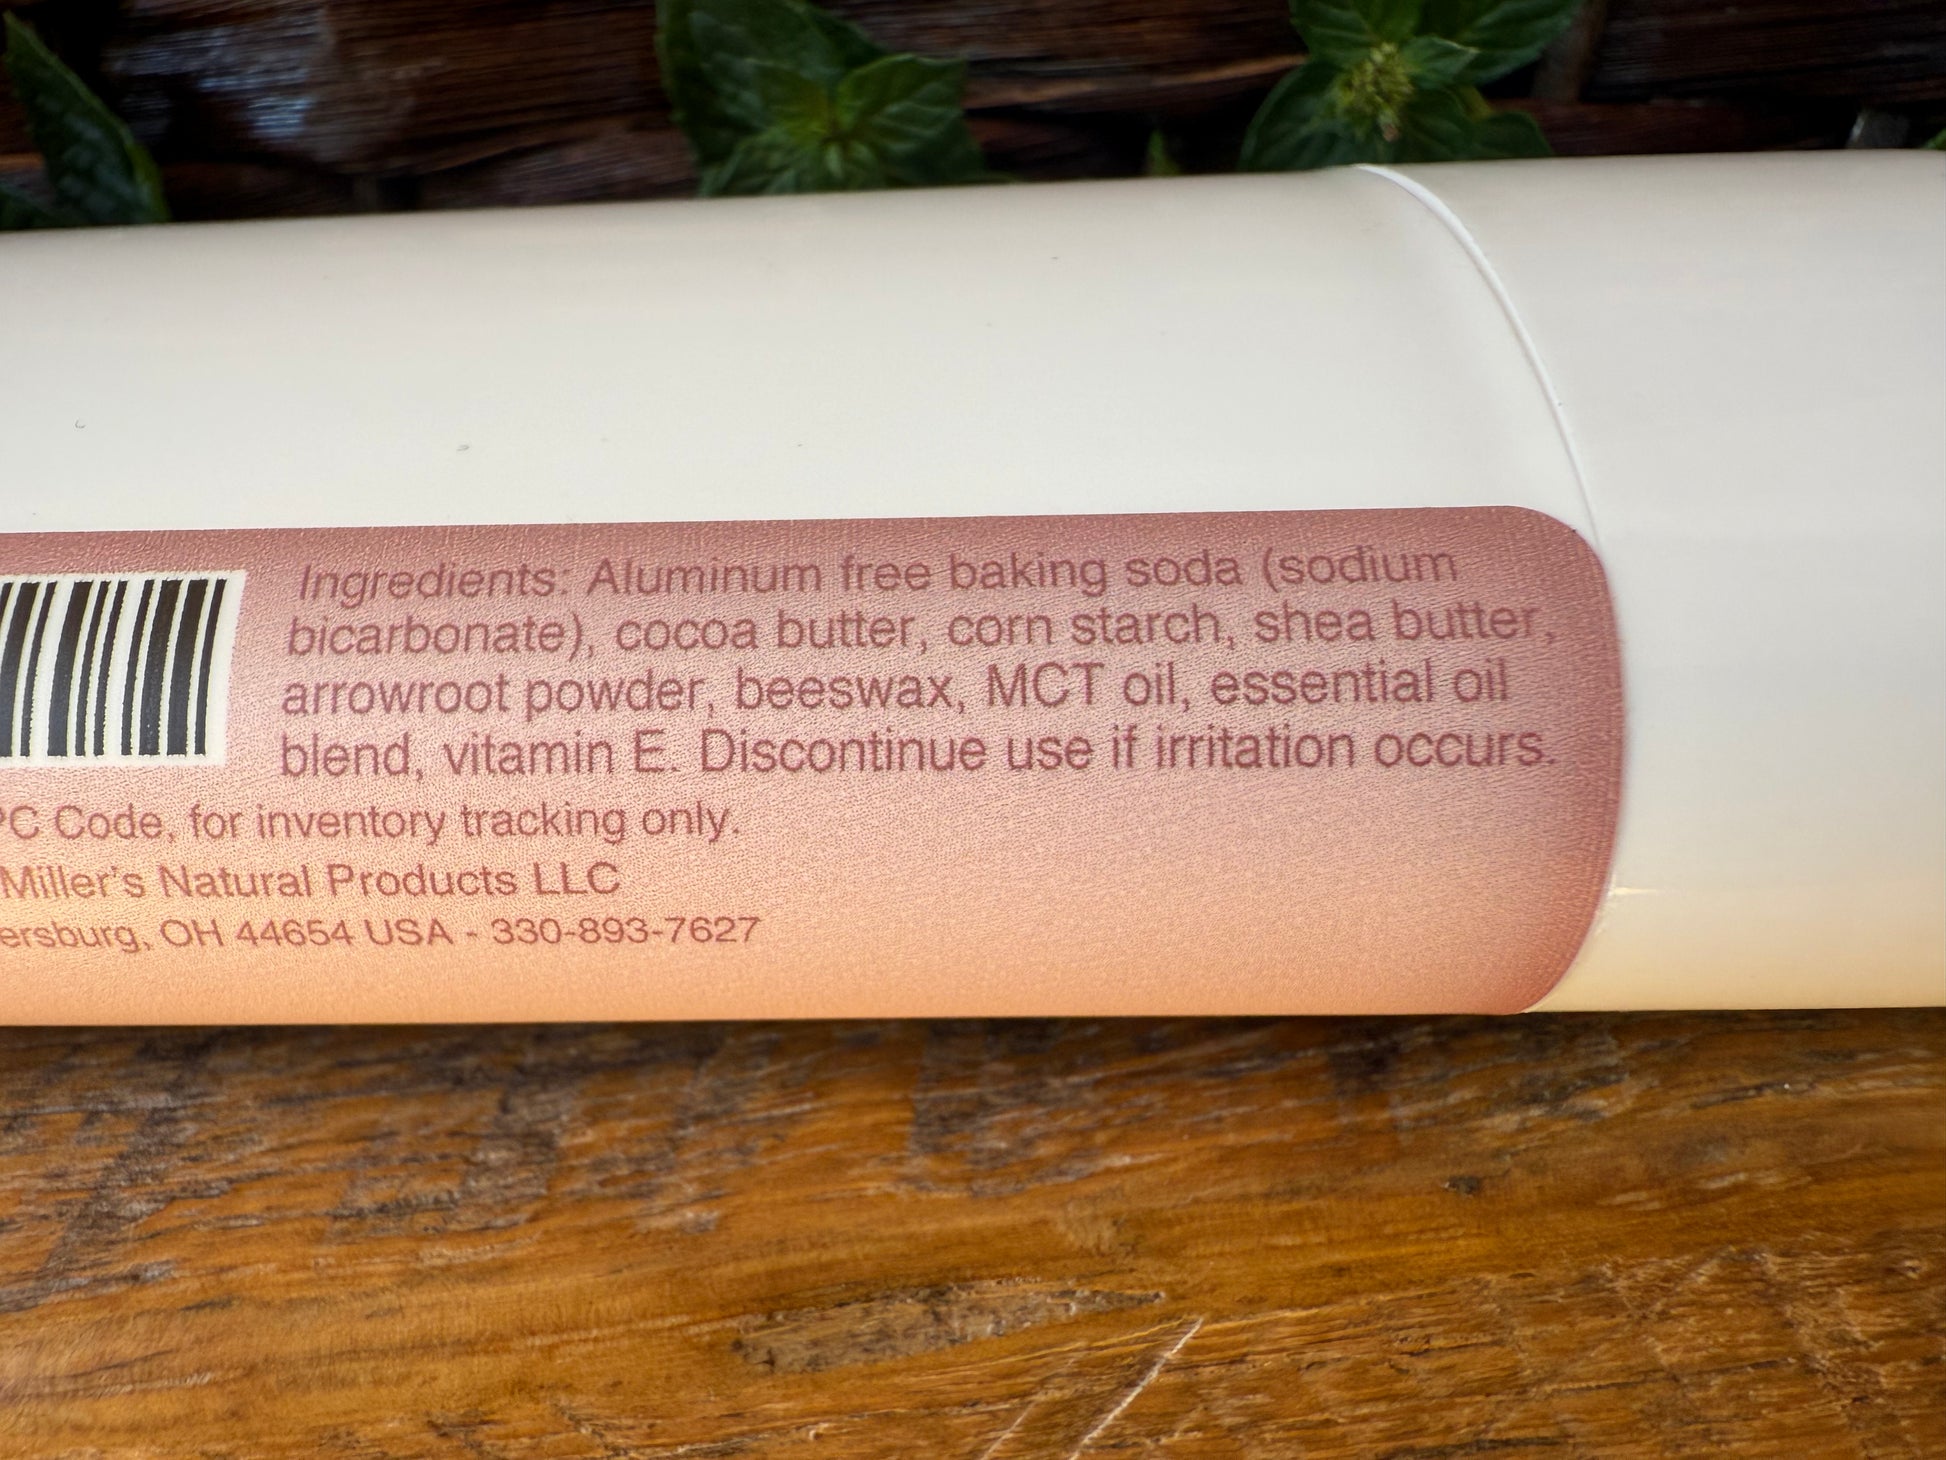 Ingredients: Aluminum free baking soda (sodium
bicarbonate), cocoa butter, corn starch, shea butter,
arrowroot powder, beeswax, MCT oil, essential oil
blend, vitamin E. Discontinue use if irritation occurs.
PC Code, for inventory tracking only.
Miller's Natural Products LLC
ersburg, OH 44654 USA - 330-893-7627